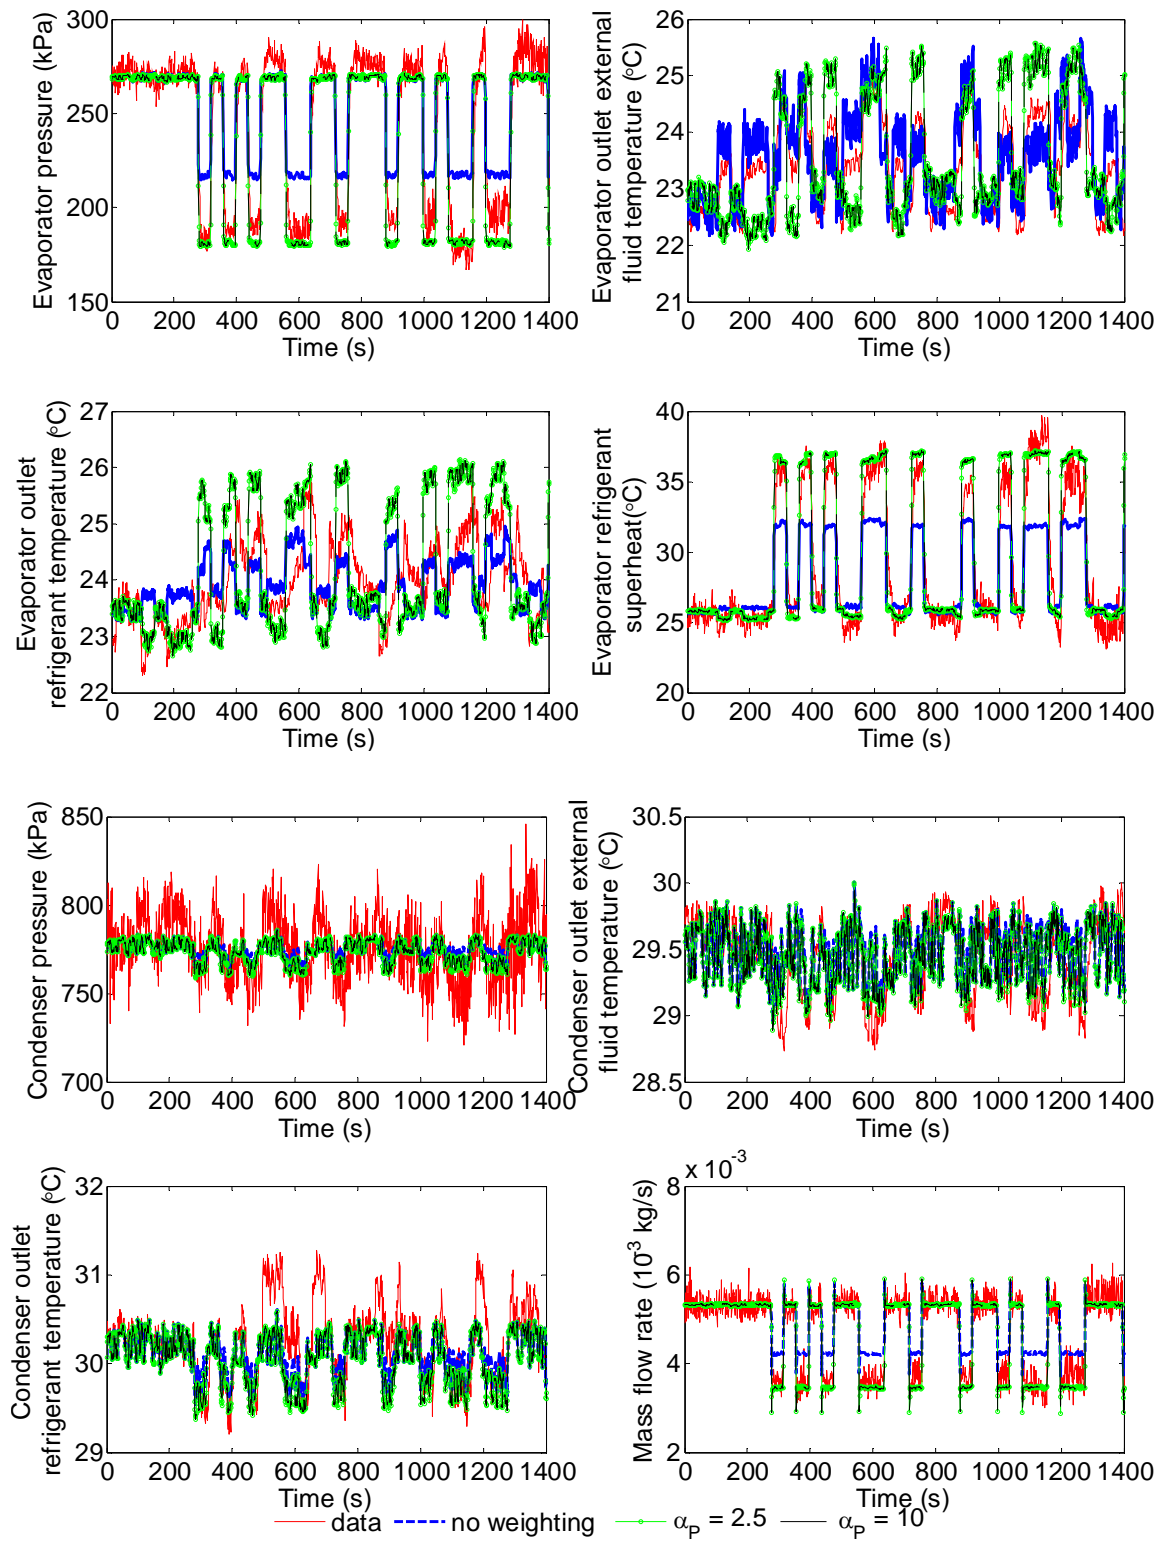 Evaporator pressure (kPa)
300
250
200
150
0 200 400 600 800 1000 1200 1400
Time (s)
Evaporator outlet external
fluid temperature (°C)
26
25
24
23
22
21
0 200 400 600 800 1000 1200 1400
Time (s)
Evaporator outlet
refrigerant temperature (°C)
27
26
25
24
23
22
0 200 400 600 800 1000 1200 1400
Time (s)
Evaporator refrigerant
superheat(°C)
40
35
30
25
20
0 200 400 600 800 1000 1200 1400
Time (s)
Condenser pressure (kPa)
850
800
750
700
0 200 400 600 800 1000 1200 1400
Time (s)
Condenser outlet external
fluid temperature (°C)
30.5
30
29.5
29
28.5
0 200 400 600 800 1000 1200 1400
Time (s)
Condenser outlet
refrigerant temperature (°C)
32
31
30
29
0 200 400 600 800 1000 1200 1400
Time (s)
x 10⁻³
Mass flow rate (10⁻³ kg/s)
8
6
4
2
0 200 400 600 800 1000 1200 1400
Time (s)
data no weighting α_P = 2.5 α_P = 10